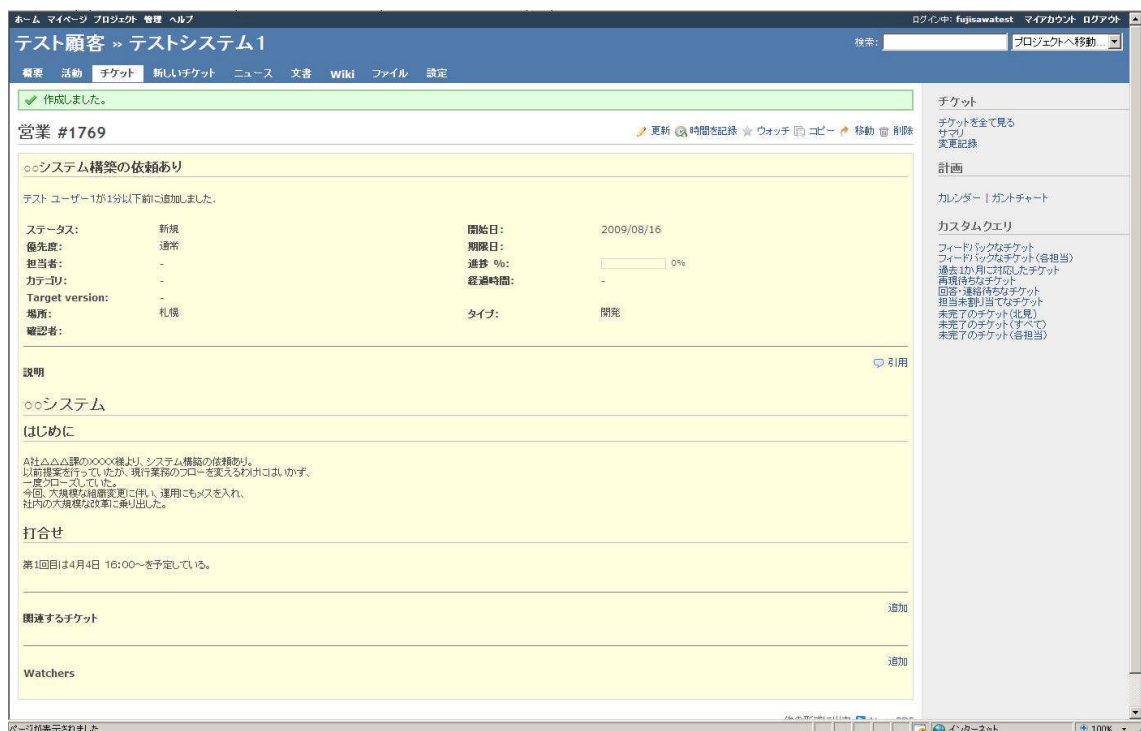 ホーム マイページ プロジェクト 管理 ヘルプ
ログイン中: fujisawatest マイアカウント ログアウト
テスト顧客 » テストシステム1
検索:
プロジェクトへ移動...
概要 活動 チケット 新しいチケット ニュース 文書 Wiki ファイル 設定
作成しました。
営業 #1769
更新 時間を記録 ウォッチ コピー 移動 削除
○○システム構築の依頼あり
テスト ユーザー1が1分以下前に追加しました.
ステータス: 新規 開始日: 2009/08/16
優先度: 通常 期限日:
担当者: - 進捗 %: 0%
カテゴリ: - 経過時間: -
Target version: -
場所: 札幌 タイプ: 開発
確認者:
引用
説明
○○システム
はじめに
A社△△△課のXXXX様より、システム構築の依頼あり。
以前提案を行っていたが、現行業務のフローを変えるわけにはいかず、
一度クローズしていた。
今回、大規模な組織変更に伴い、運用にもメスを入れ、
社内の大規模な改革に乗り出した。
打合せ
第1回目は4月4日 16:00～を予定している。
関連するチケット
追加
Watchers
追加
チケット
チケットを全て見る
サマリ
変更記録
計画
カレンダー | ガントチャート
カスタムクエリ
フィードバックなチケット
フィードバックなチケット(各担当)
過去1か月に対応したチケット
再現待ちなチケット
回答・連絡待ちなチケット
担当未割り当てなチケット
未完了のチケット(北見)
未完了のチケット(すべて)
未完了のチケット(各担当)
ページが表示されました
インターネット
100%